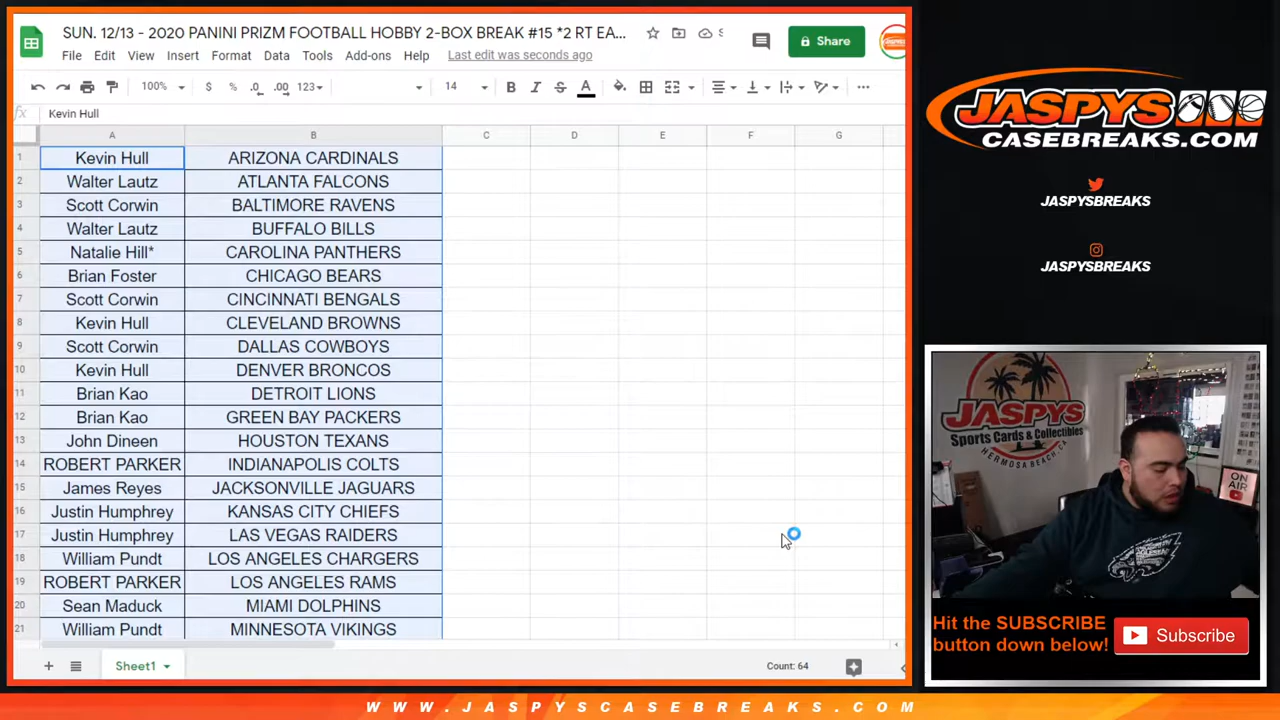 SUN. 12/13 - 2020 PANINI PRIZM FOOTBALL HOBBY 2-BOX BREAK #15 *2 RT EA...
Share
File Edit View Insert Format Data Tools Add-ons Help Last edit was seconds ago
100% $ % .0 .00 123 14 B I S A
fx Kevin Hull
A B C D E F G
1 Kevin Hull ARIZONA CARDINALS
2 Walter Lautz ATLANTA FALCONS
3 Scott Corwin BALTIMORE RAVENS
4 Walter Lautz BUFFALO BILLS
5 Natalie Hill* CAROLINA PANTHERS
6 Brian Foster CHICAGO BEARS
7 Scott Corwin CINCINNATI BENGALS
8 Kevin Hull CLEVELAND BROWNS
9 Scott Corwin DALLAS COWBOYS
10 Kevin Hull DENVER BRONCOS
11 Brian Kao DETROIT LIONS
12 Brian Kao GREEN BAY PACKERS
13 John Dineen HOUSTON TEXANS
14 ROBERT PARKER INDIANAPOLIS COLTS
15 James Reyes JACKSONVILLE JAGUARS
16 Justin Humphrey KANSAS CITY CHIEFS
17 Justin Humphrey LAS VEGAS RAIDERS
18 William Pundt LOS ANGELES CHARGERS
19 ROBERT PARKER LOS ANGELES RAMS
20 Sean Maduck MIAMI DOLPHINS
21 William Pundt MINNESOTA VIKINGS
Sheet1 Count: 64
JASPYS
CASEBREAKS.COM
JASPYSBREAKS
JASPYSBREAKS
JASPYS
Sports Cards & Collectibles
HERMOSA BEACH, CA
ON
AIR
Hit the SUBSCRIBE
button down below!
Subscribe
WWW.JASPYSCASEBREAKS.COM